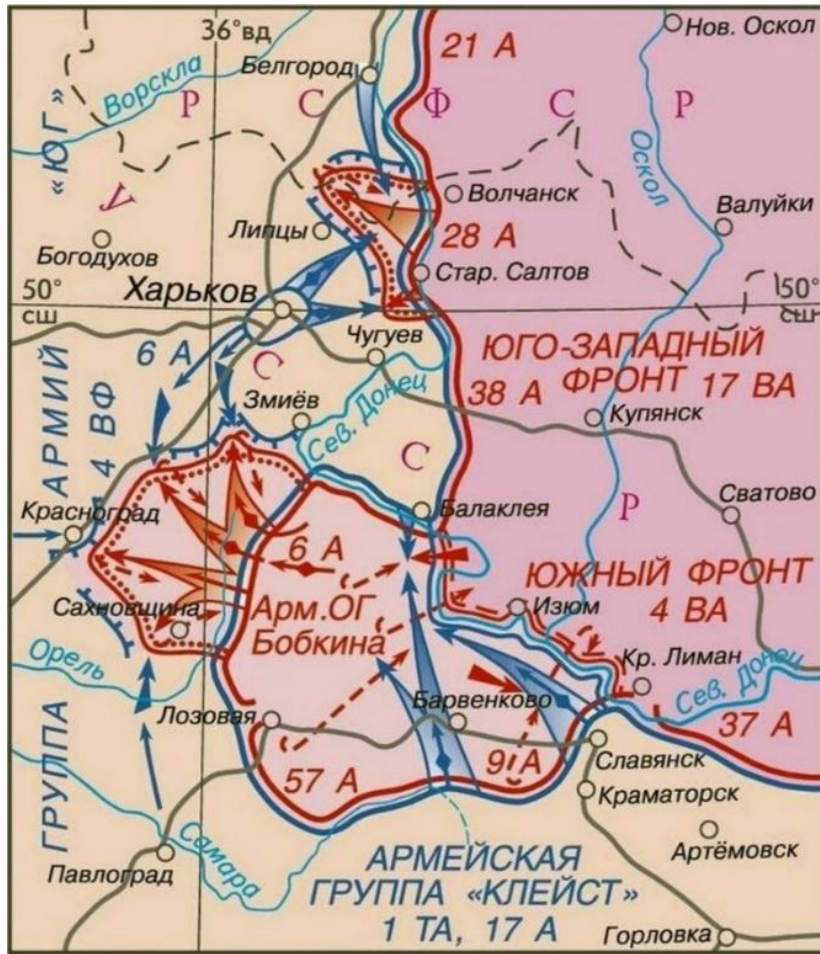 36°вд
Нов. Оскол
21 А
Белгород
Ворскла
«ЮГ»
Р С Ф С Р
Оскол
Волчанск
Валуйки
У
Липцы
28 А
Богодухов
Стар. Салтов
50°
сш
Харьков
50°
сш
Чугуев
6 А
ЮГО-ЗАПАДНЫЙ
ФРОНТ 17 ВА
С
38 А
Змиёв
Сев. Донец
Купянск
АРМИЙ
4 ВФ
С
Сватово
Красноград
Балаклея
Р
6 А
ЮЖНЫЙ ФРОНТ
4 ВА
Сахновщина
Арм.ОГ
Бобкина
Изюм
Орель
Кр. Лиман
Сев. Донец
Лозовая
Барвенково
37 А
ГРУППА
57 А
9 А
Славянск
Краматорск
Самара
Артёмовск
Павлоград
АРМЕЙСКАЯ
ГРУППА «КЛЕЙСТ»
1 ТА, 17 А
Горловка